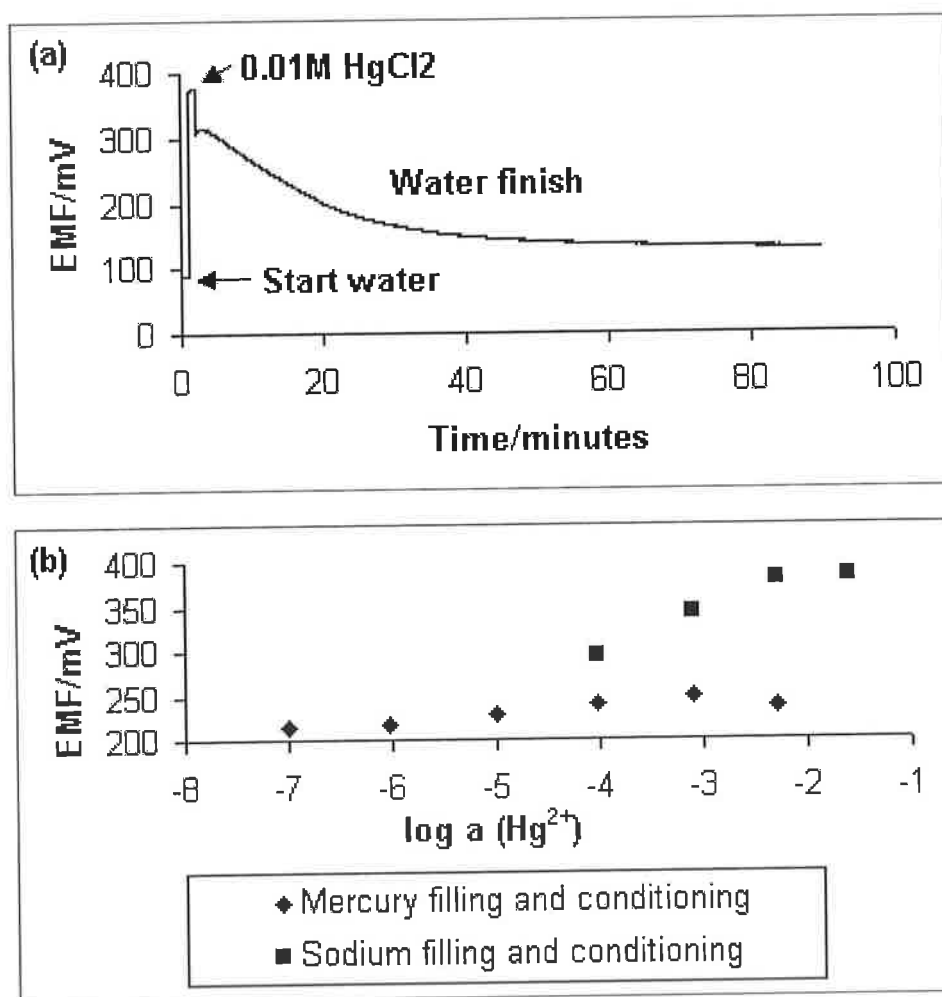 (a)
400
300
200
100
0
EMF/mV
0.01M HgCl2
Water finish
Start water
0 20 40 60 80 100
Time/minutes
(b)
400
350
300
250
200
EMF/mV
-8 -7 -6 -5 -4 -3 -2 -1
log a (Hg²⁺)
Mercury filling and conditioning
Sodium filling and conditioning